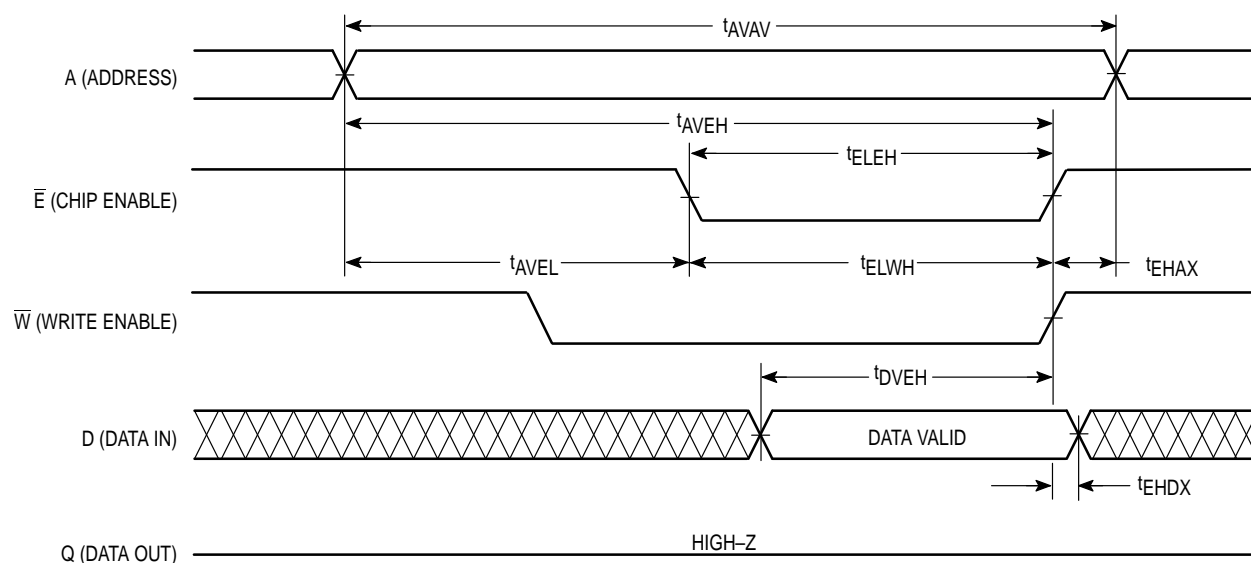 tAVAV
A (ADDRESS)
tAVEH
tELEH
E̅ (CHIP ENABLE)
tAVEL
tELWH
tEHAX
W̅ (WRITE ENABLE)
tDVEH
D (DATA IN)
DATA VALID
tEHDX
Q (DATA OUT)
HIGH–Z